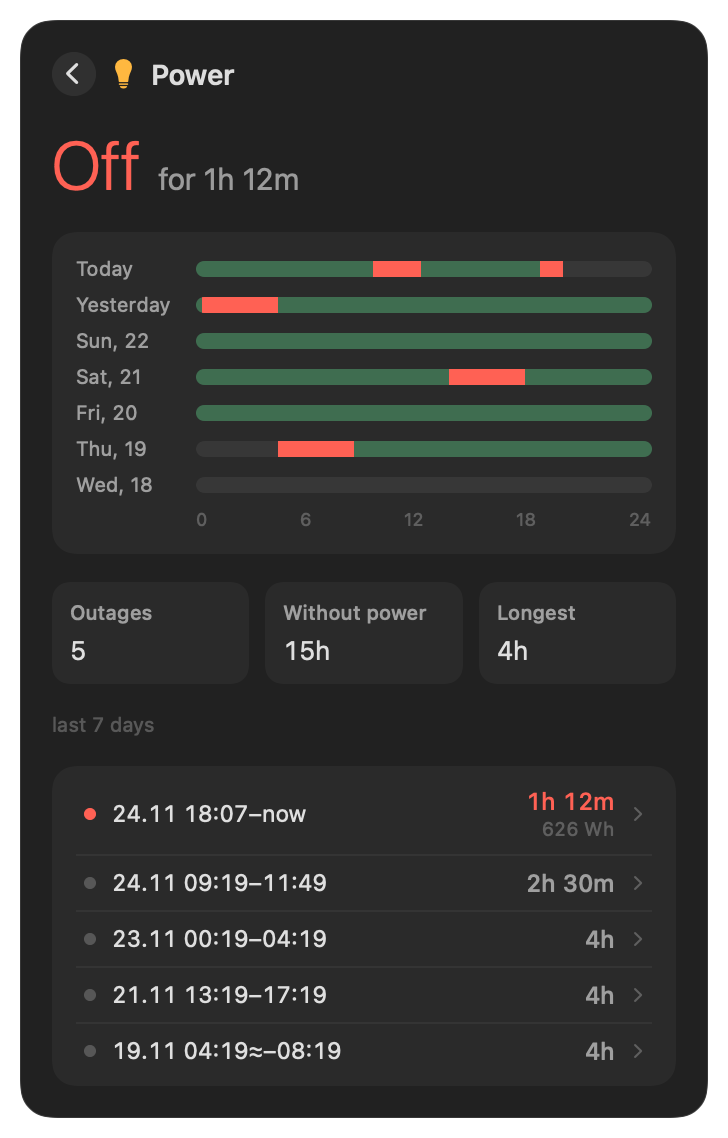 Power
Off for 1h 12m
Today
Yesterday
Sun, 22
Sat, 21
Fri, 20
Thu, 19
Wed, 18
0 6 12 18 24
Outages Without power Longest
5 15h 4h
last 7 days
24.11 18:07–now 1h 12m
626 Wh
24.11 09:19–11:49 2h 30m
23.11 00:19–04:19 4h
21.11 13:19–17:19 4h
19.11 04:19≈–08:19 4h